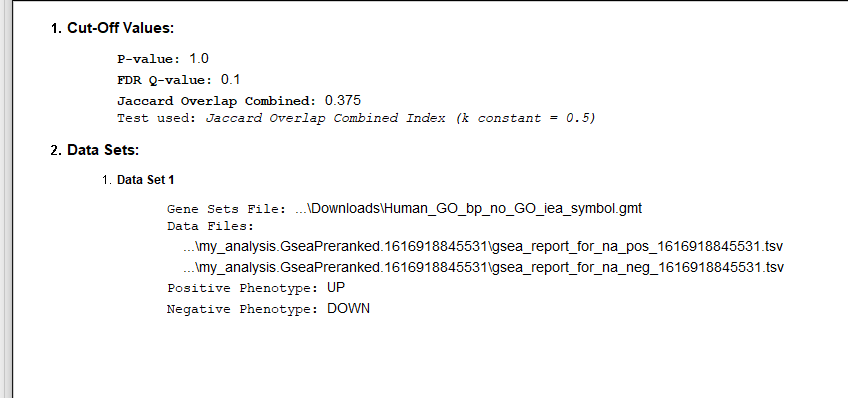 1. Cut-Off Values:
P-value: 1.0
FDR Q-value: 0.1
Jaccard Overlap Combined: 0.375
Test used: Jaccard Overlap Combined Index (k constant = 0.5)
2. Data Sets:
1. Data Set 1
Gene Sets File: ...\Downloads\Human_GO_bp_no_GO_iea_symbol.gmt
Data Files:
...\my_analysis.GseaPreranked.1616918845531\gsea_report_for_na_pos_1616918845531.tsv
...\my_analysis.GseaPreranked.1616918845531\gsea_report_for_na_neg_1616918845531.tsv
Positive Phenotype: UP
Negative Phenotype: DOWN